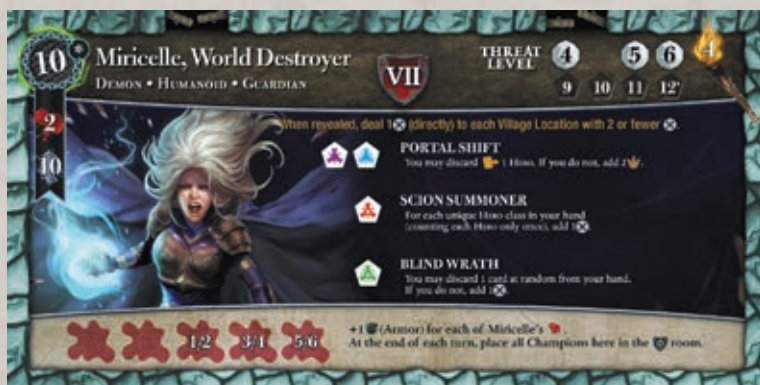 10
Miricelle, World Destroyer
DEMON • HUMANOID • GUARDIAN
VII
THREAT LEVEL 4 5 6 4
9 10 11 12+
2
10
When revealed, deal 1 (directly) to each Village Location with 2 or fewer .
PORTAL SHIFT
You may discard 1 HERO. If you do not, add 2 .
SCION SUMMONER
For each unique HERO class in your hand
(counting each HERO only once), add 1 .
BLIND WRATH
You may discard 1 card at random from your hand.
If you do not, add 1 .
1/2 3/4 5/6
+1 (Armor) for each of Miricelle's .
At the end of each turn, place all Champions here in the room.